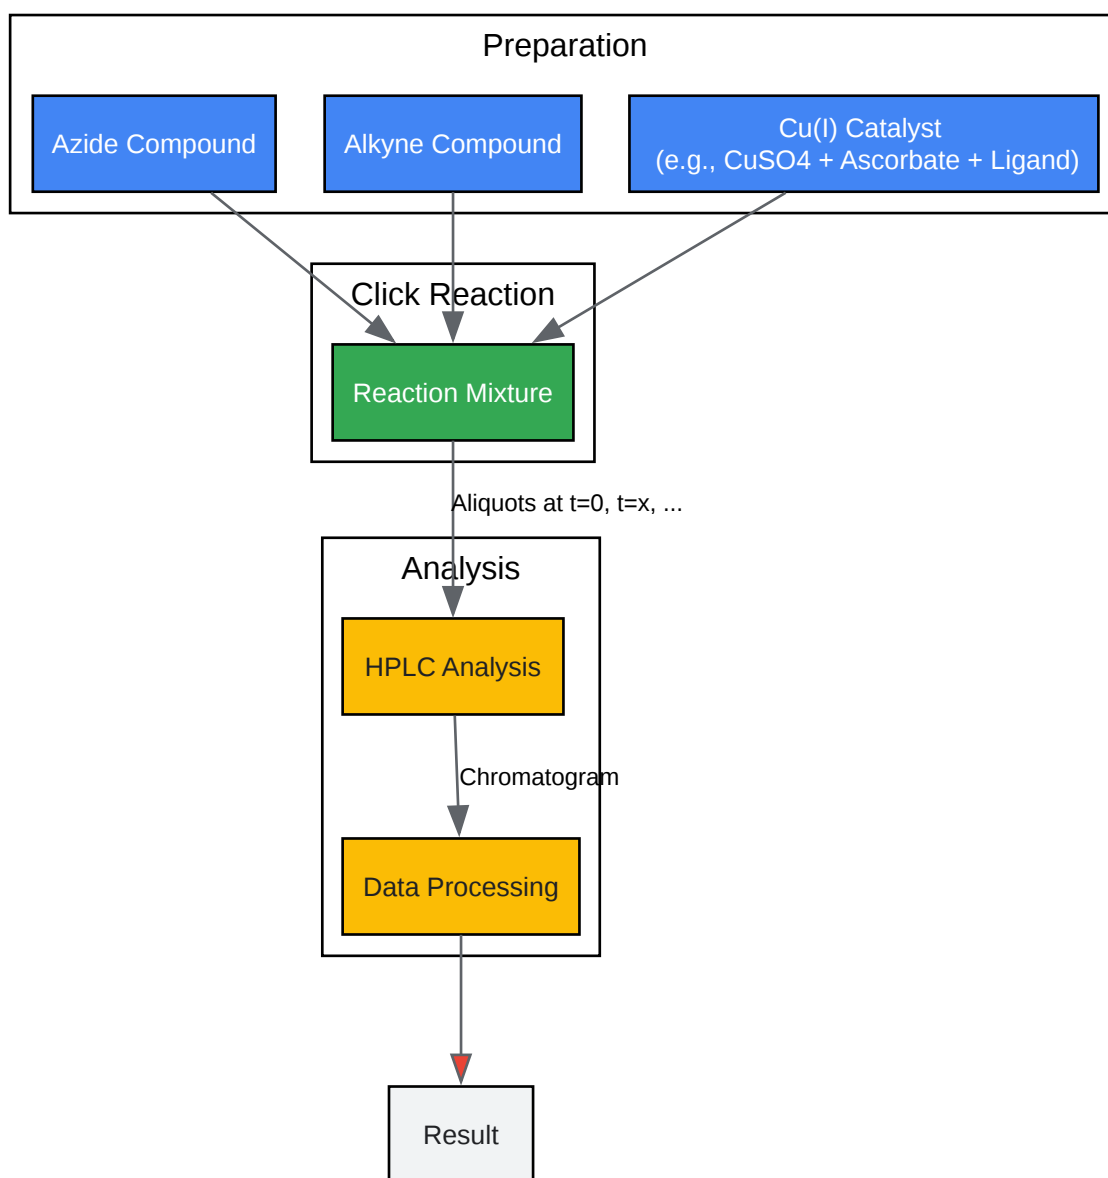 Preparation
Azide Compound
Alkyne Compound
Cu(I) Catalyst
(e.g., CuSO4 + Ascorbate + Ligand)
Click Reaction
Reaction Mixture
Aliquots at t=0, t=x, ...
Analysis
HPLC Analysis
Chromatogram
Data Processing
Result